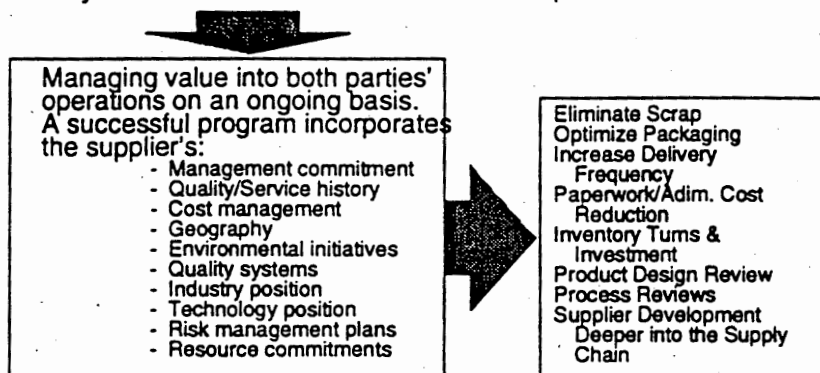 Managing value into both parties'
operations on an ongoing basis.
A successful program incorporates
the supplier's:
- Management commitment
- Quality/Service history
- Cost management
- Geography
- Environmental initiatives
- Quality systems
- Industry position
- Technology position
- Risk management plans
- Resource commitments
Eliminate Scrap
Optimize Packaging
Increase Delivery
Frequency
Paperwork/Adim. Cost
Reduction
Inventory Turns &
Investment
Product Design Review
Process Reviews
Supplier Development
Deeper into the Supply
Chain